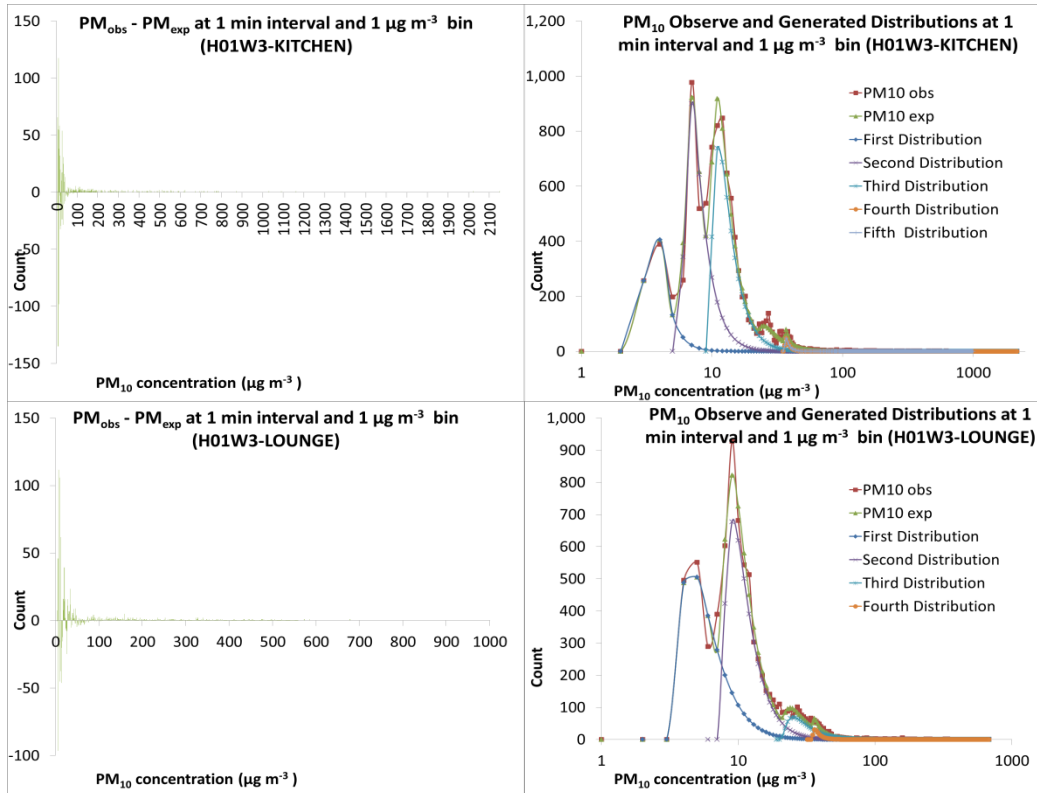 PMobs - PMexp at 1 min interval and 1 µg m-3 bin
(H01W3-KITCHEN)
150
100
50
0
-50
-100
-150
Count
0
100
200
300
400
500
600
700
800
900
1000
1100
1200
1300
1400
1500
1600
1700
1800
1900
2000
2100
PM10 concentration (µg m-3 )
PM10 Observe and Generated Distributions at 1
min interval and 1 µg m-3 bin (H01W3-KITCHEN)
1,200
1,000
800
600
400
200
0
Count
PM10 obs
PM10 exp
First Distribution
Second Distribution
Third Distribution
Fourth Distribution
Fifth Distribution
1 10 100 1000
PM10 concentration (µg m-3 )
PMobs - PMexp at 1 min interval and 1 µg m-3 bin
(H01W3-LOUNGE)
150
100
50
0
-50
-100
Count
0 100 200 300 400 500 600 700 800 900 1000
PM10 concentration (µg m-3 )
PM10 Observe and Generated Distributions at 1
min interval and 1 µg m-3 bin (H01W3-LOUNGE)
1,000
900
800
700
600
500
400
300
200
100
0
Count
PM10 obs
PM10 exp
First Distribution
Second Distribution
Third Distribution
Fourth Distribution
1 10 100 1000
PM10 concentration (µg m-3 )